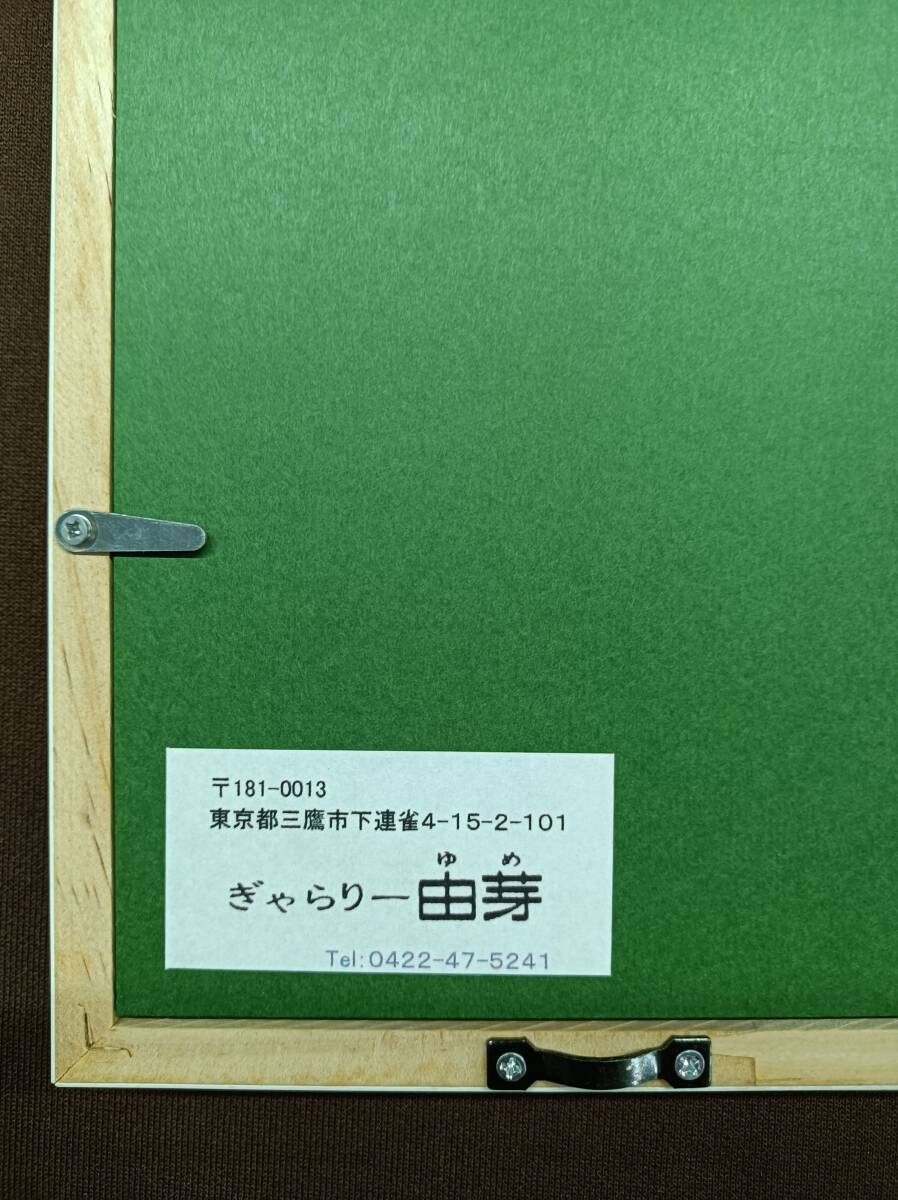 〒181-0013
東京都三鷹市下連雀4-15-2-101
ゆ め
ぎゃらりー由芽
Tel:0422-47-5241